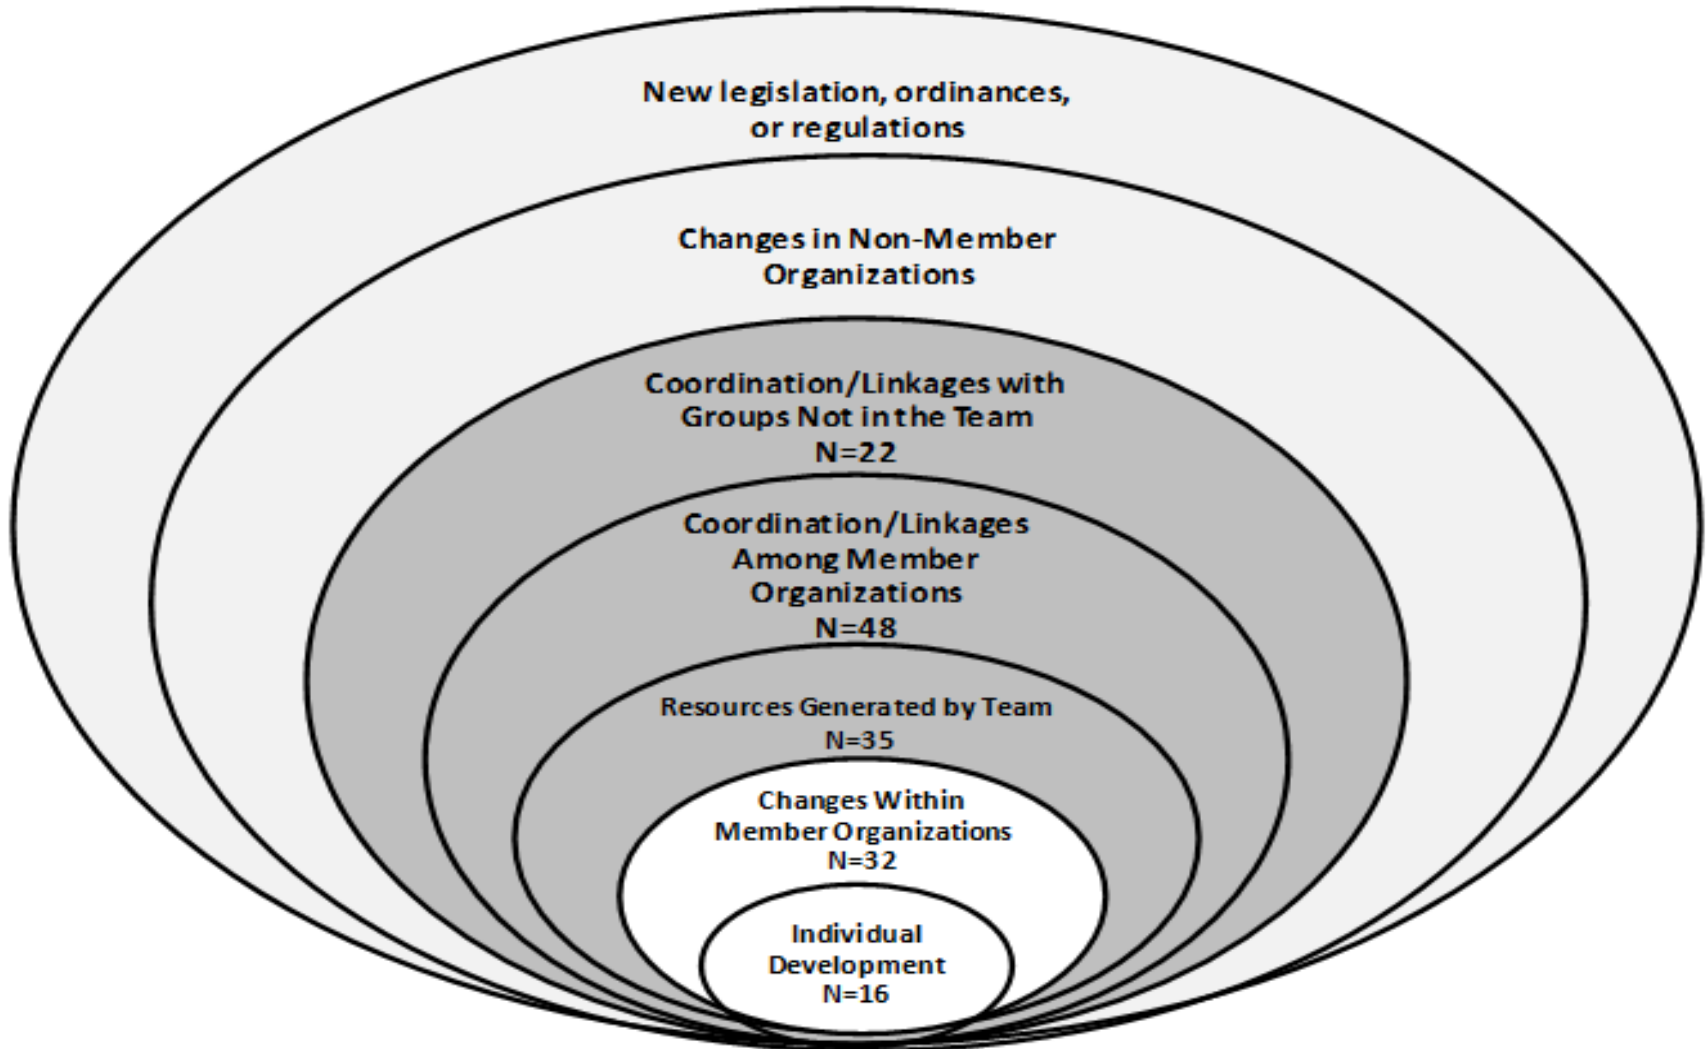 New legislation, ordinances,
or regulations
Changes in Non-Member
Organizations
Coordination/Linkages with
Groups Not in the Team
N=22
Coordination/Linkages
Among Member
Organizations
N=48
Resources Generated by Team
N=35
Changes Within
Member Organizations
N=32
Individual
Development
N=16